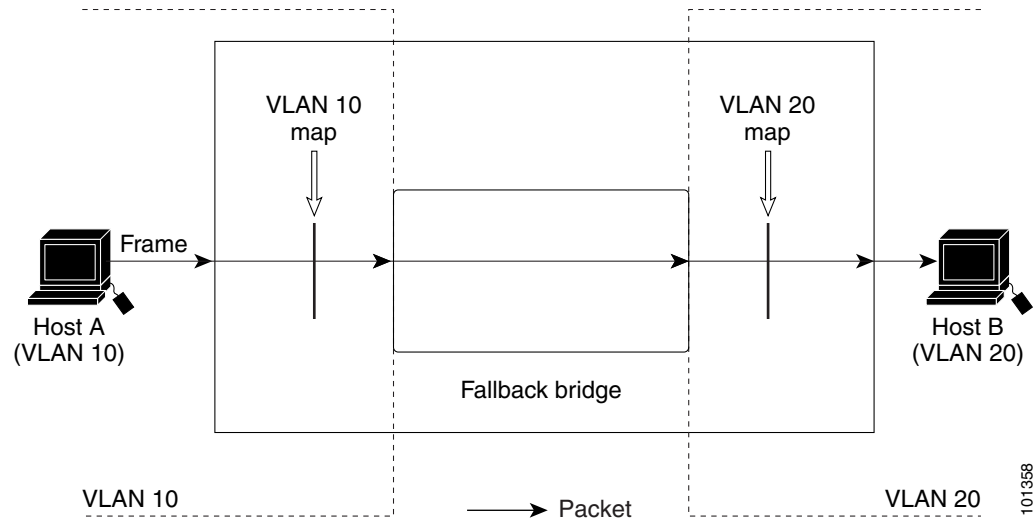 VLAN 10
map
VLAN 20
map
Frame
Host A
(VLAN 10)
Host B
(VLAN 20)
Fallback bridge
VLAN 10
Packet
VLAN 20
101358